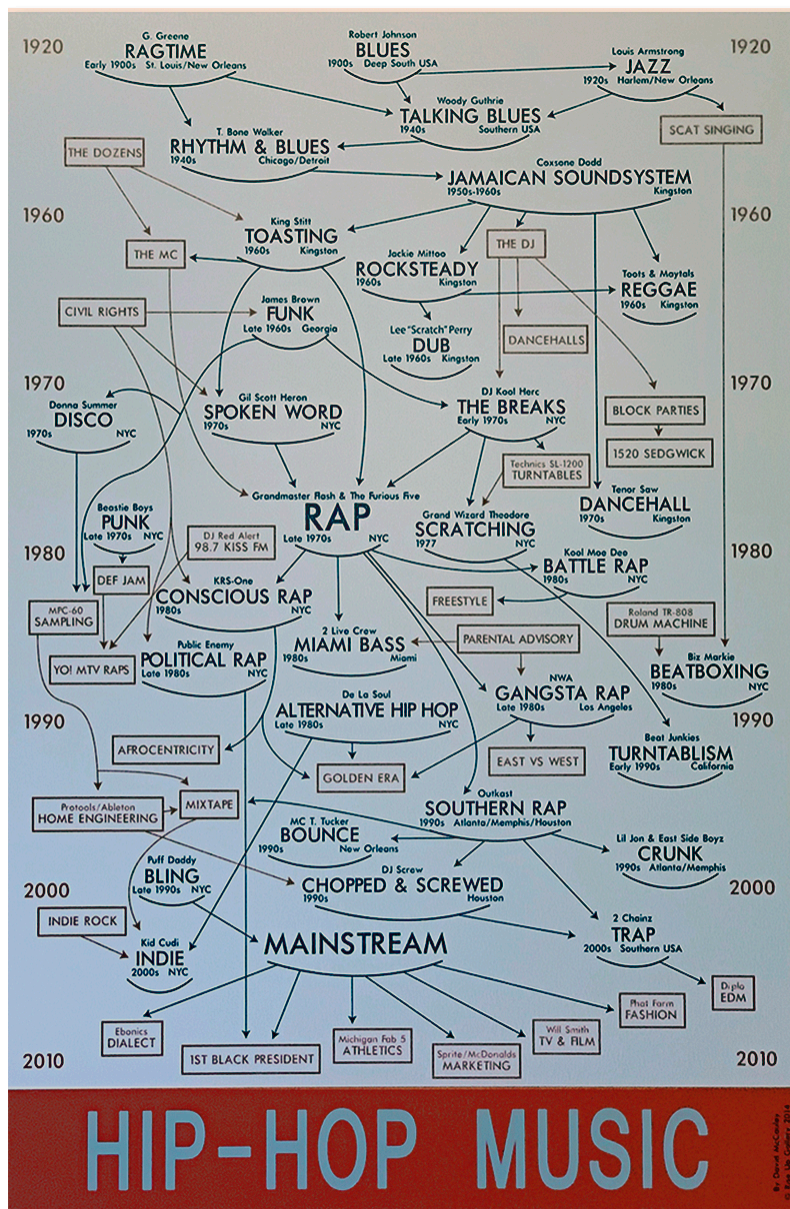 1920
1920
G. Greene
RAGTIME
Early 1900s St. Louis/New Orleans
Robert Johnson
BLUES
1900s Deep South USA
Louis Armstrong
JAZZ
1920s Harlem/New Orleans
Woody Guthrie
TALKING BLUES
1940s Southern USA
SCAT SINGING
T. Bone Walker
RHYTHM & BLUES
1940s Chicago/Detroit
THE DOZENS
Coxsone Dodd
JAMAICAN SOUNDSYSTEM
1950s-1960s Kingston
1960
1960
King Stitt
TOASTING
1960s Kingston
THE MC
THE DJ
Jackie Mittoo
ROCKSTEADY
1960s Kingston
Toots & Maytals
REGGAE
1960s Kingston
CIVIL RIGHTS
James Brown
FUNK
Late 1960s Georgia
Lee "Scratch" Perry
DUB
Late 1960s Kingston
DANCEHALLS
1970
1970
Donna Summer
DISCO
1970s NYC
Gil Scott Heron
SPOKEN WORD
1970s NYC
DJ Kool Herc
THE BREAKS
Early 1970s NYC
BLOCK PARTIES
1520 SEDGWICK
Technics SL-1200
TURNTABLES
Beastie Boys
PUNK
Late 1970s NYC
Grandmaster Flash & The Furious Five
RAP
Late 1970s NYC
Grand Wizard Theodore
SCRATCHING
1977 NYC
Tenor Saw
DANCEHALL
1970s Kingston
DJ Red Alert
98.7 KISS FM
1980
1980
DEF JAM
KRS-One
CONSCIOUS RAP
1980s NYC
Kool Moe Dee
BATTLE RAP
1980s NYC
FREESTYLE
MPC-60
SAMPLING
Roland TR-808
DRUM MACHINE
2 Live Crew
MIAMI BASS
1980s Miami
PARENTAL ADVISORY
YO! MTV RAPS
Public Enemy
POLITICAL RAP
Late 1980s NYC
Biz Markie
BEATBOXING
1980s NYC
NWA
GANGSTA RAP
Late 1980s Los Angeles
De La Soul
ALTERNATIVE HIP HOP
Late 1980s NYC
1990
1990
AFROCENTRICITY
GOLDEN ERA
EAST VS WEST
Beat Junkies
TURNTABLISM
Early 1990s California
Protools/Ableton
HOME ENGINEERING
MIXTAPE
Outkast
SOUTHERN RAP
1990s Atlanta/Memphis/Houston
MC T. Tucker
BOUNCE
1990s New Orleans
Lil Jon & East Side Boyz
CRUNK
1990s Atlanta/Memphis
Puff Daddy
BLING
Late 1990s NYC
DJ Screw
CHOPPED & SCREWED
1990s Houston
2000
2000
INDIE ROCK
Kid Cudi
INDIE
2000s NYC
MAINSTREAM
2 Chainz
TRAP
2000s Southern USA
Diplo
EDM
Phat Farm
FASHION
Ebonics
DIALECT
1ST BLACK PRESIDENT
Michigan Fab 5
ATHLETICS
Sprite/McDonalds
MARKETING
Will Smith
TV & FILM
2010
2010
HIP-HOP MUSIC
By David McCauley